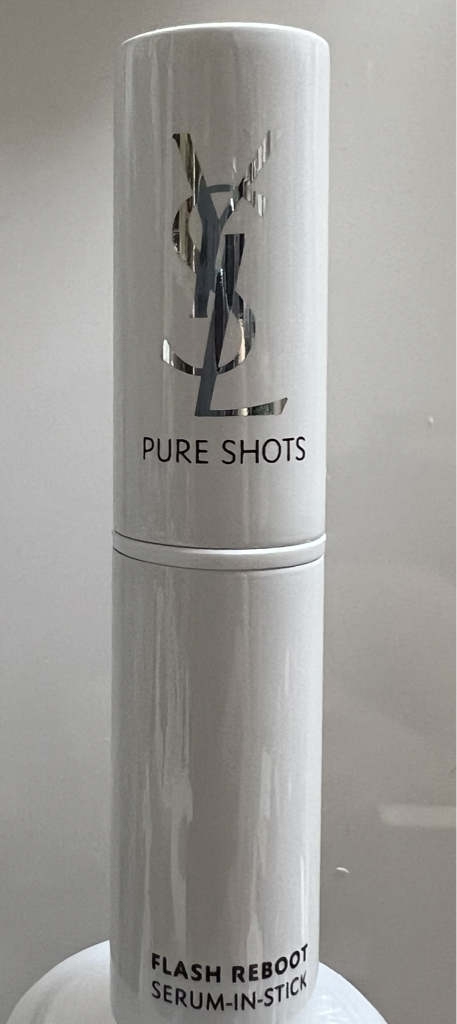 YSL
PURE SHOTS
FLASH REBOOT
SERUM-IN-STICK